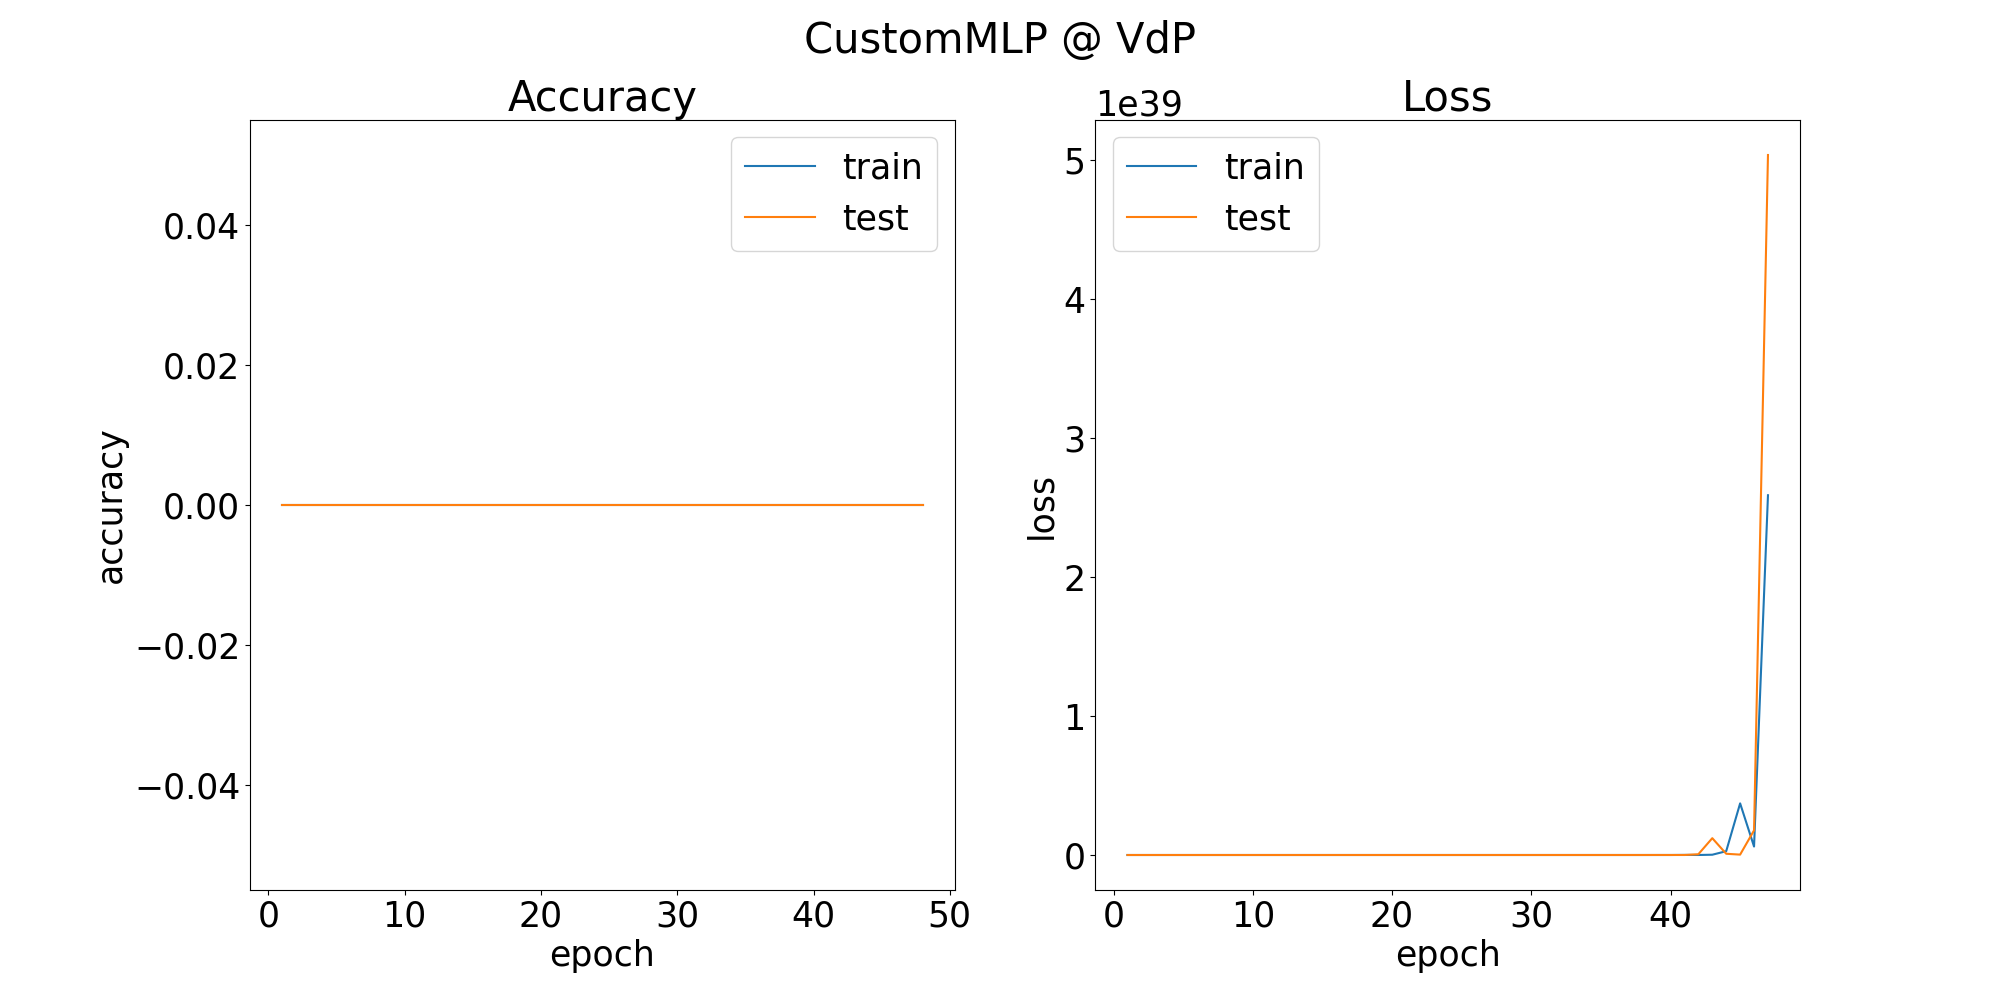 CustomMLP @ VdP
Accuracy
train
test
0.04
0.02
0.00
−0.02
−0.04
accuracy
0 10 20 30 40 50
epoch
Loss
1e39
train
test
5
4
3
2
1
0
loss
0 10 20 30 40
epoch